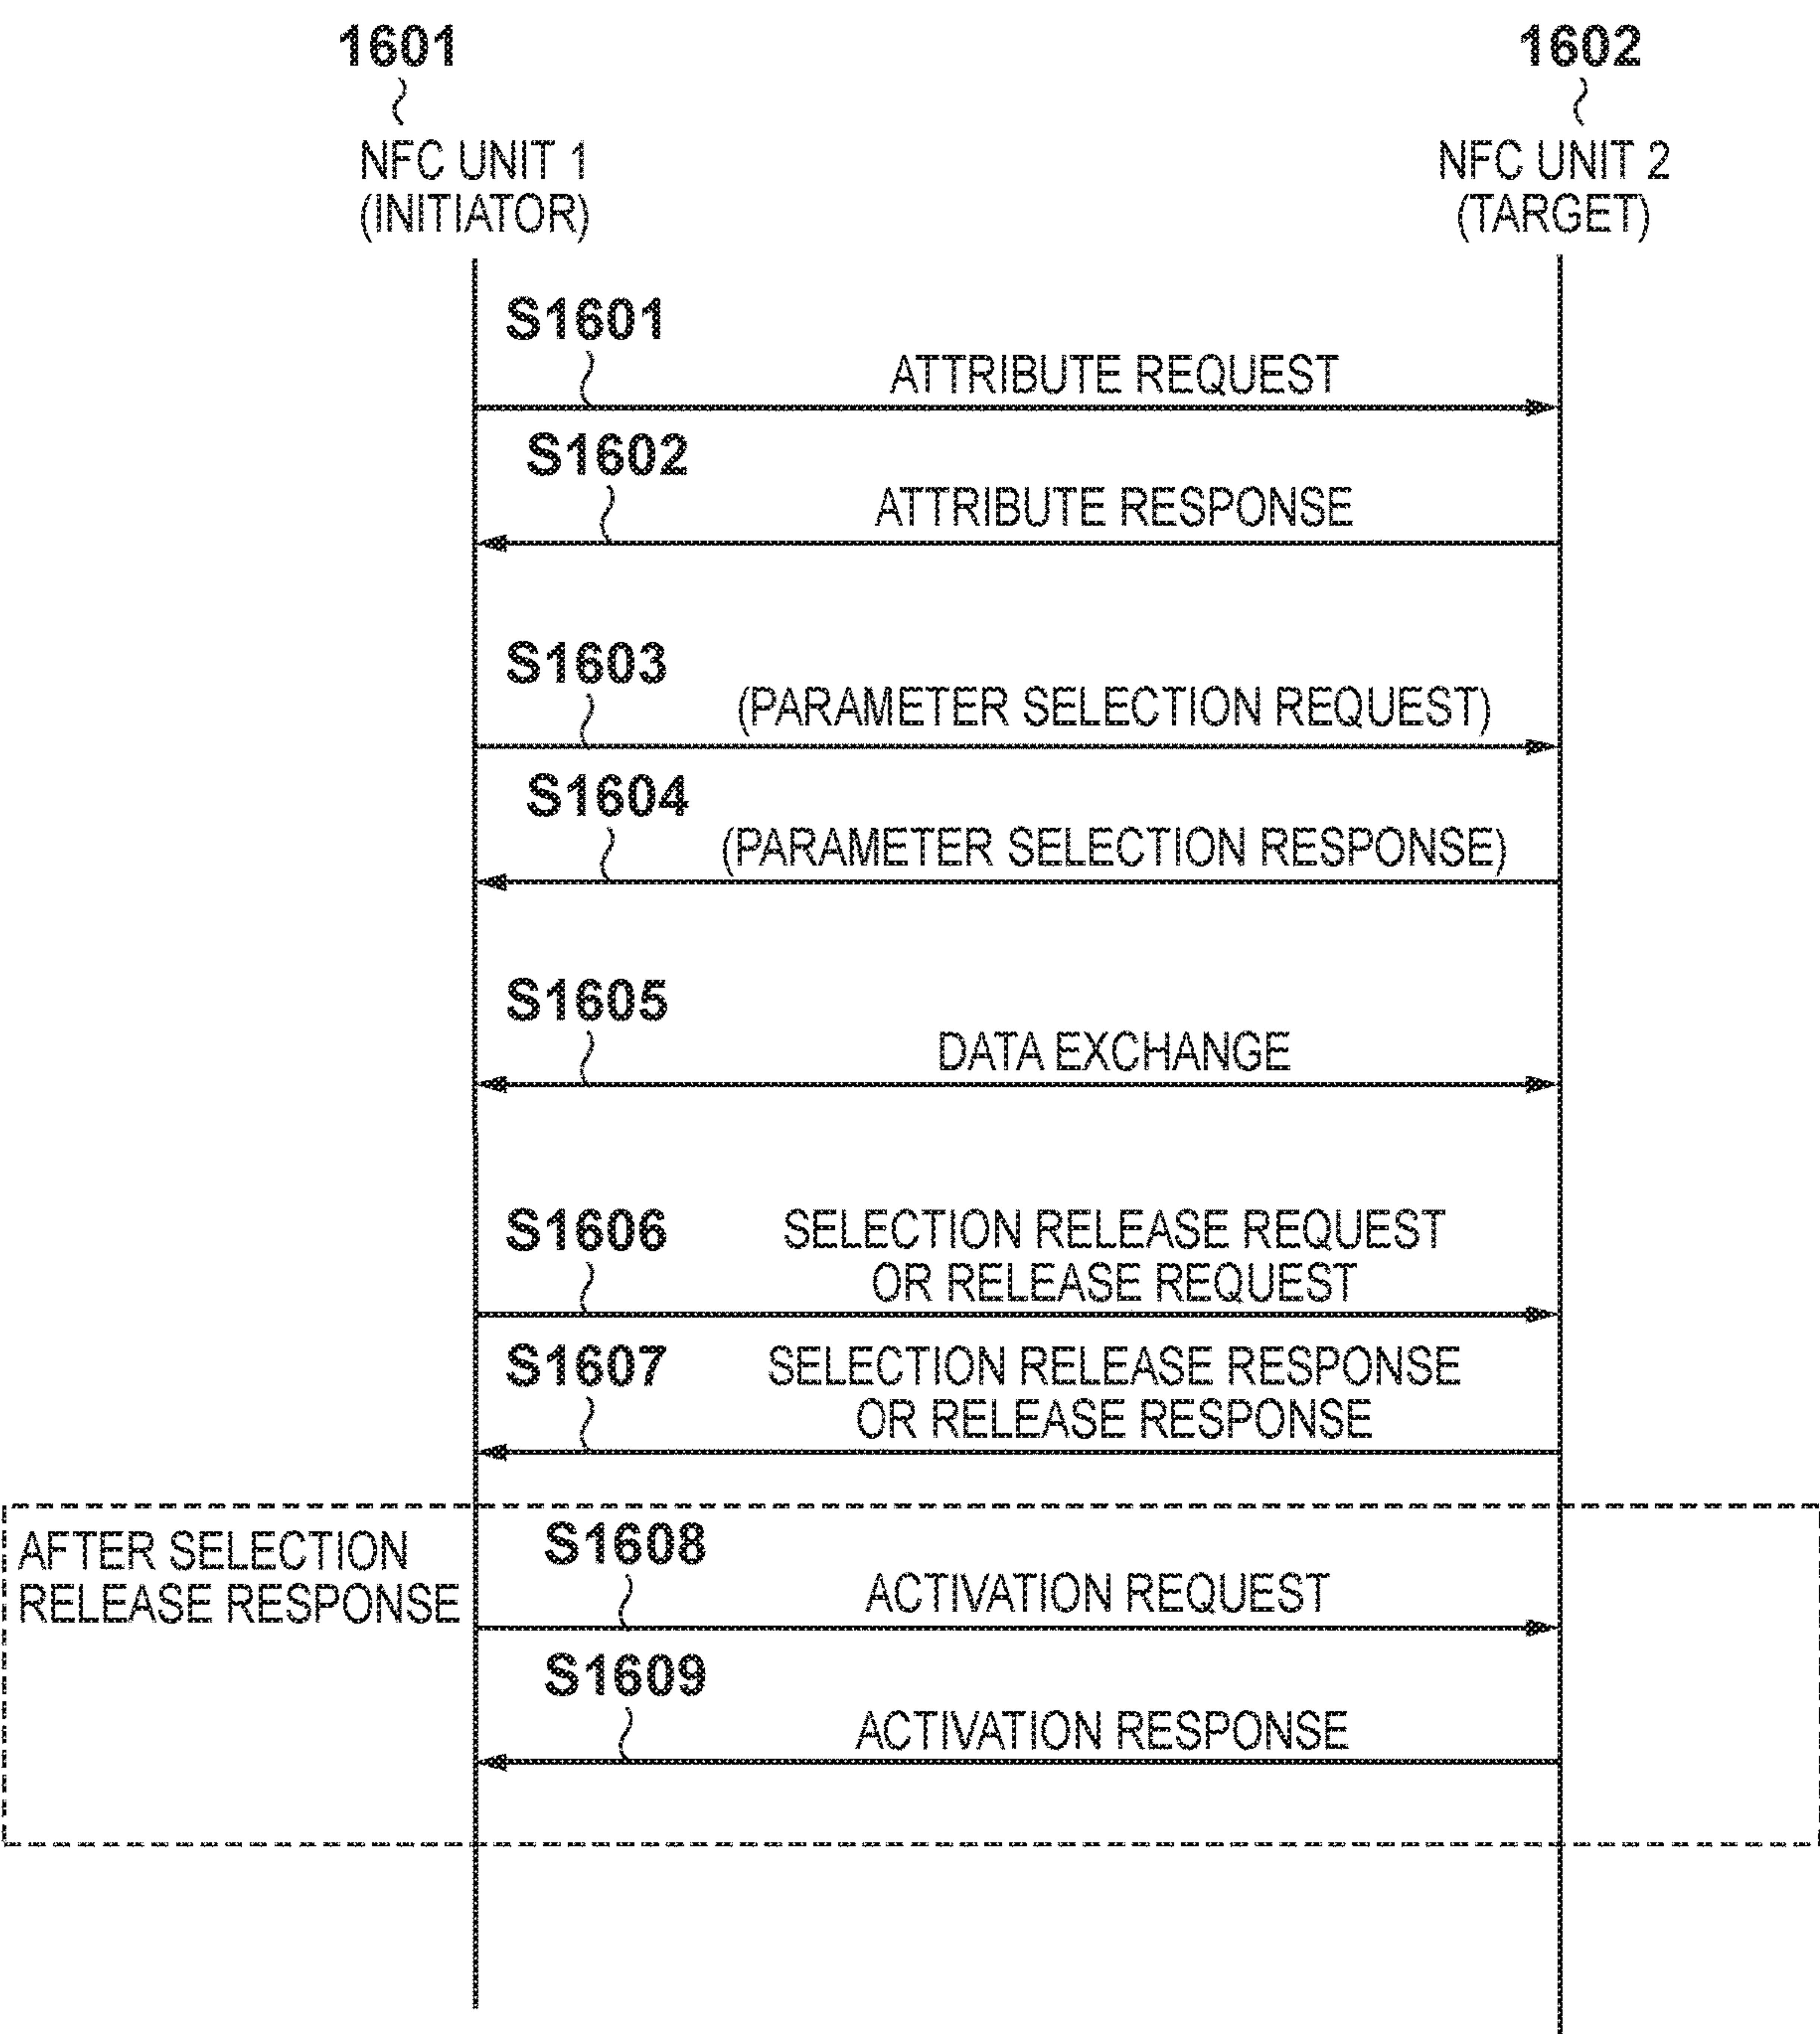 1601
1602
NFC UNIT 1
(INITIATOR)
NFC UNIT 2
(TARGET)
S1601
ATTRIBUTE REQUEST
S1602
ATTRIBUTE RESPONSE
S1603
(PARAMETER SELECTION REQUEST)
S1604
(PARAMETER SELECTION RESPONSE)
S1605
DATA EXCHANGE
S1606
SELECTION RELEASE REQUEST
OR RELEASE REQUEST
S1607
SELECTION RELEASE RESPONSE
OR RELEASE RESPONSE
AFTER SELECTION
RELEASE RESPONSE
S1608
ACTIVATION REQUEST
S1609
ACTIVATION RESPONSE